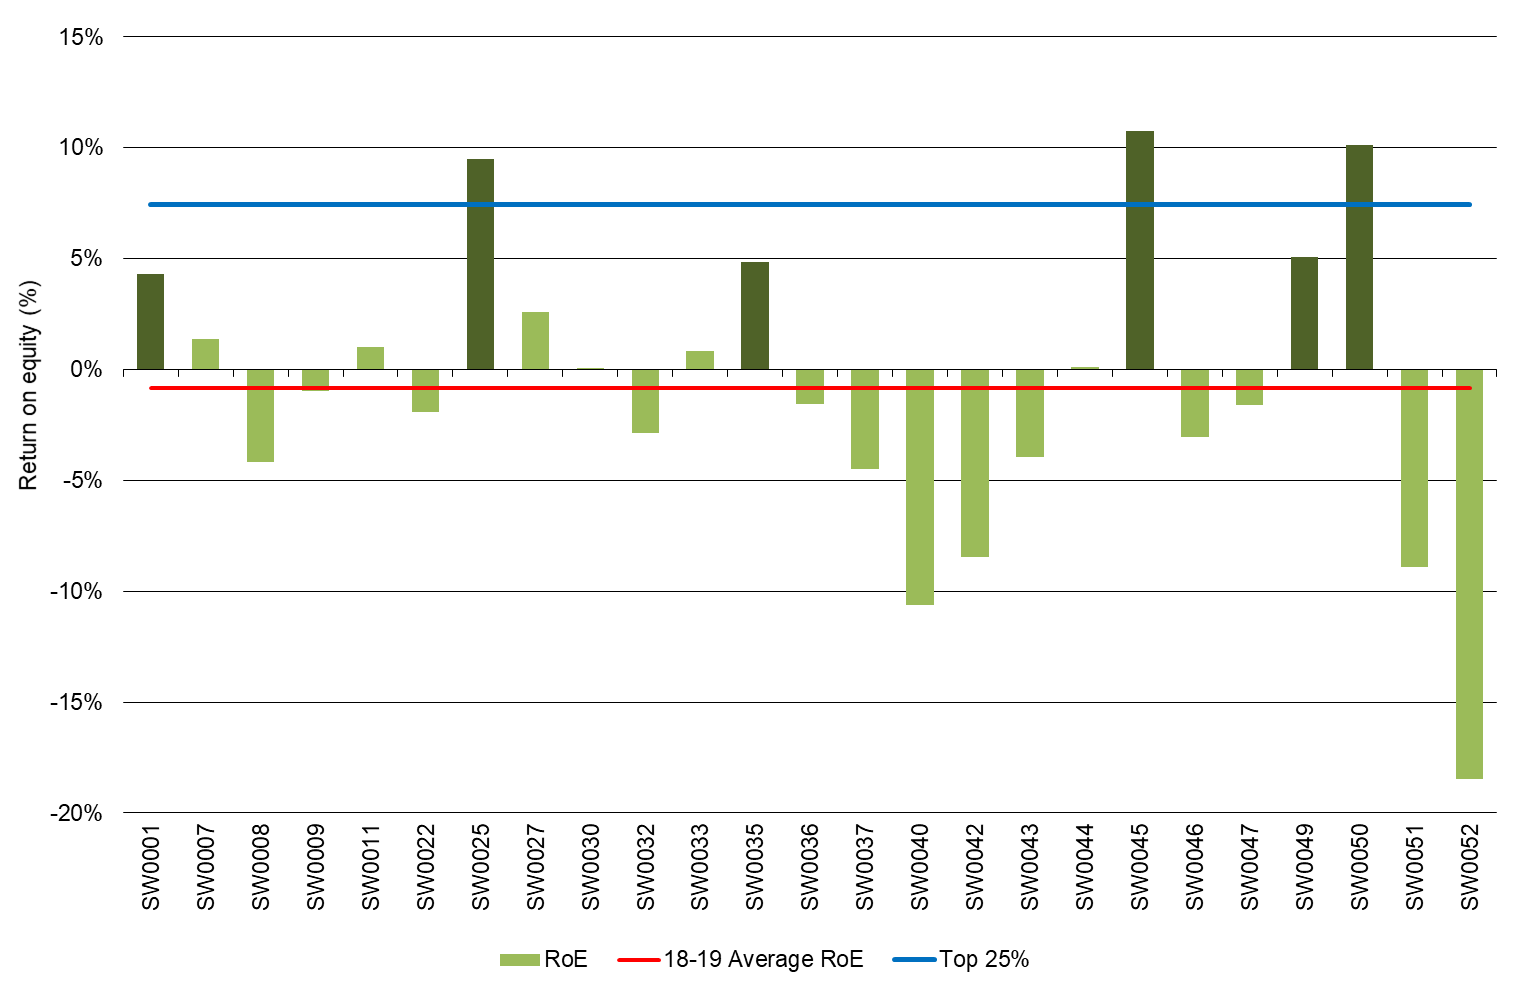 Return on equity (%)
15%
10%
5%
0%
-5%
-10%
-15%
-20%
SW0001
SW0007
SW0008
SW0009
SW0011
SW0022
SW0025
SW0027
SW0030
SW0032
SW0033
SW0035
SW0036
SW0037
SW0040
SW0042
SW0043
SW0044
SW0045
SW0046
SW0047
SW0049
SW0050
SW0051
SW0052
RoE
18-19 Average RoE
Top 25%